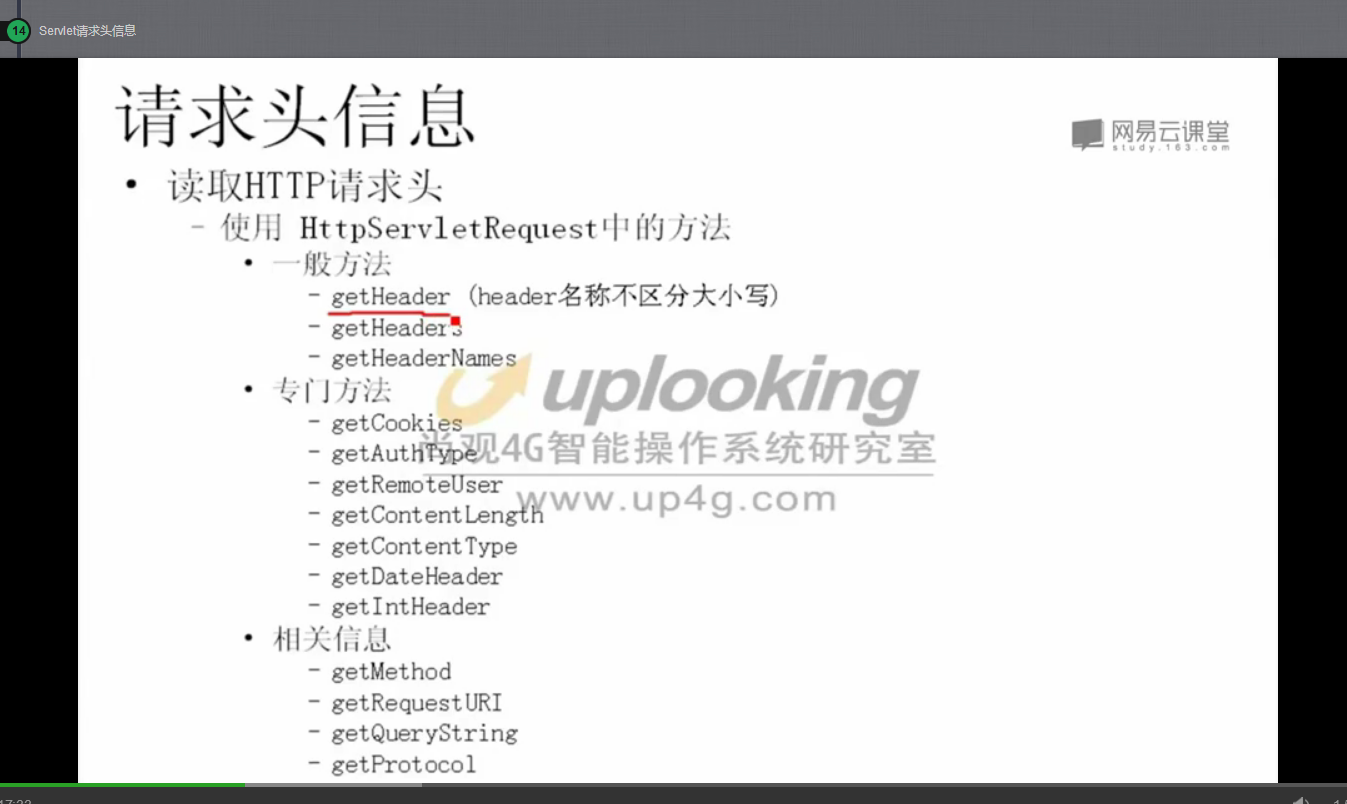 14 Servlet请求头信息
请求头信息
网易云课堂
study.163.com
• 读取HTTP请求头
– 使用 HttpServletRequest中的方法
• 一般方法
– getHeader (header名称不区分大小写)
– getHeaders
– getHeaderNames
• 专门方法
– getCookies
– getAuthType
– getRemoteUser
– getContentLength
– getContentType
– getDateHeader
– getIntHeader
• 相关信息
– getMethod
– getRequestURI
– getQueryString
– getProtocol
uplooking
尚观4G智能操作系统研究室
www.up4g.com